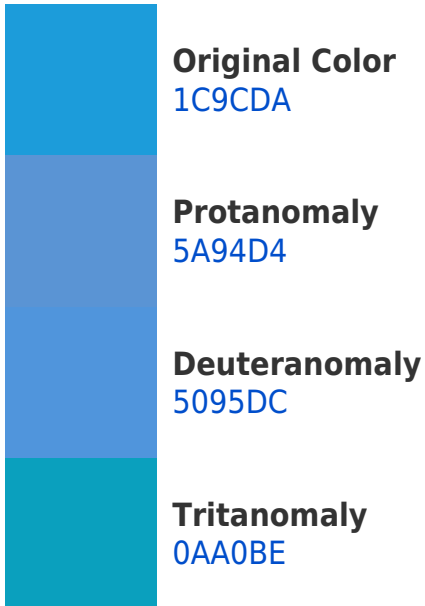 Original Color
1C9CDA
Protanomaly
5A94D4
Deuteranomaly
5095DC
Tritanomaly
0AA0BE